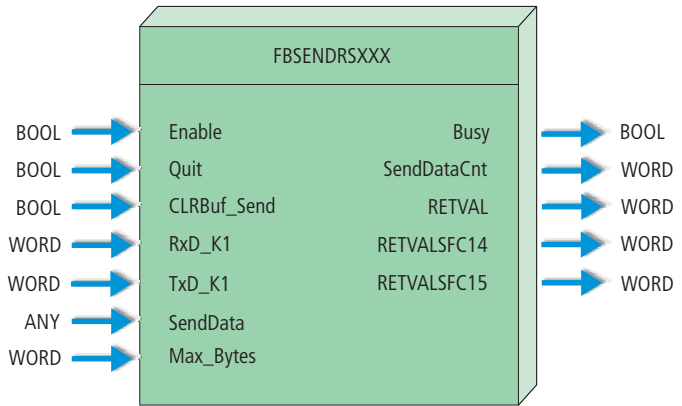 FBSENDRSXXX
BOOL Enable Busy BOOL
BOOL Quit SendDataCnt WORD
BOOL CLRBuf_Send RETVAL WORD
WORD RxD_K1 RETVALSFC14 WORD
WORD TxD_K1 RETVALSFC15 WORD
ANY SendData
WORD Max_Bytes